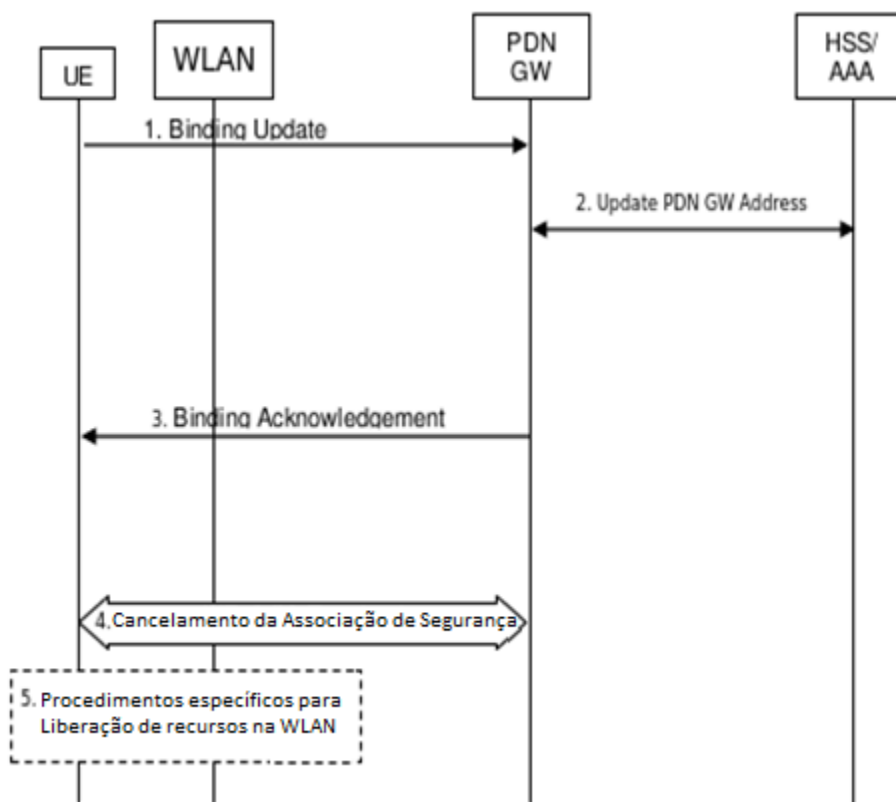 UE
WLAN
PDN
GW
HSS/
AAA
1. Binding Update
2. Update PDN GW Address
3. Binding Acknowledgement
4. Cancelamento da Associação de Segurança
5. Procedimentos específicos para
Liberação de recursos na WLAN